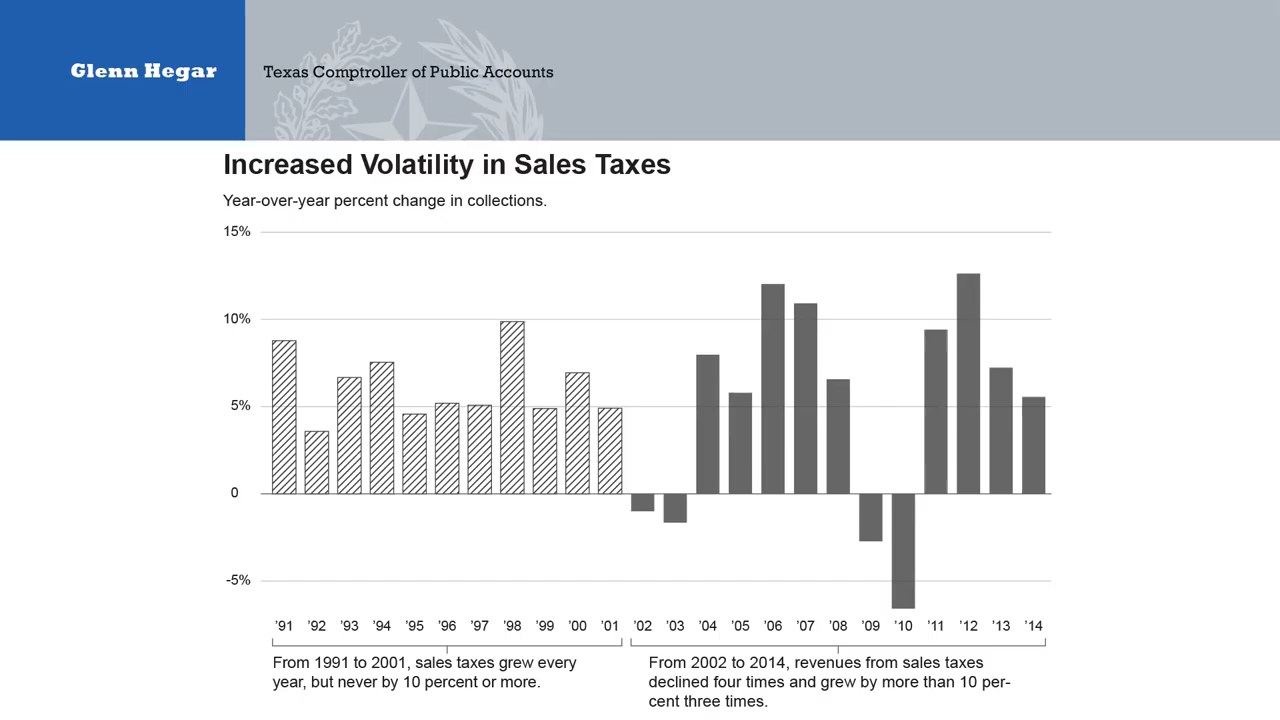 Glenn Hegar
Texas Comptroller of Public Accounts
Increased Volatility in Sales Taxes
Year-over-year percent change in collections.
15%
10%
5%
0
-5%
’91 ’92 ’93 ’94 ’95 ’96 ’97 ’98 ’99 ’00 ’01 ’02 ’03 ’04 ’05 ’06 ’07 ’08 ’09 ’10 ’11 ’12 ’13 ’14
From 1991 to 2001, sales taxes grew every
year, but never by 10 percent or more.
From 2002 to 2014, revenues from sales taxes
declined four times and grew by more than 10 per-
cent three times.